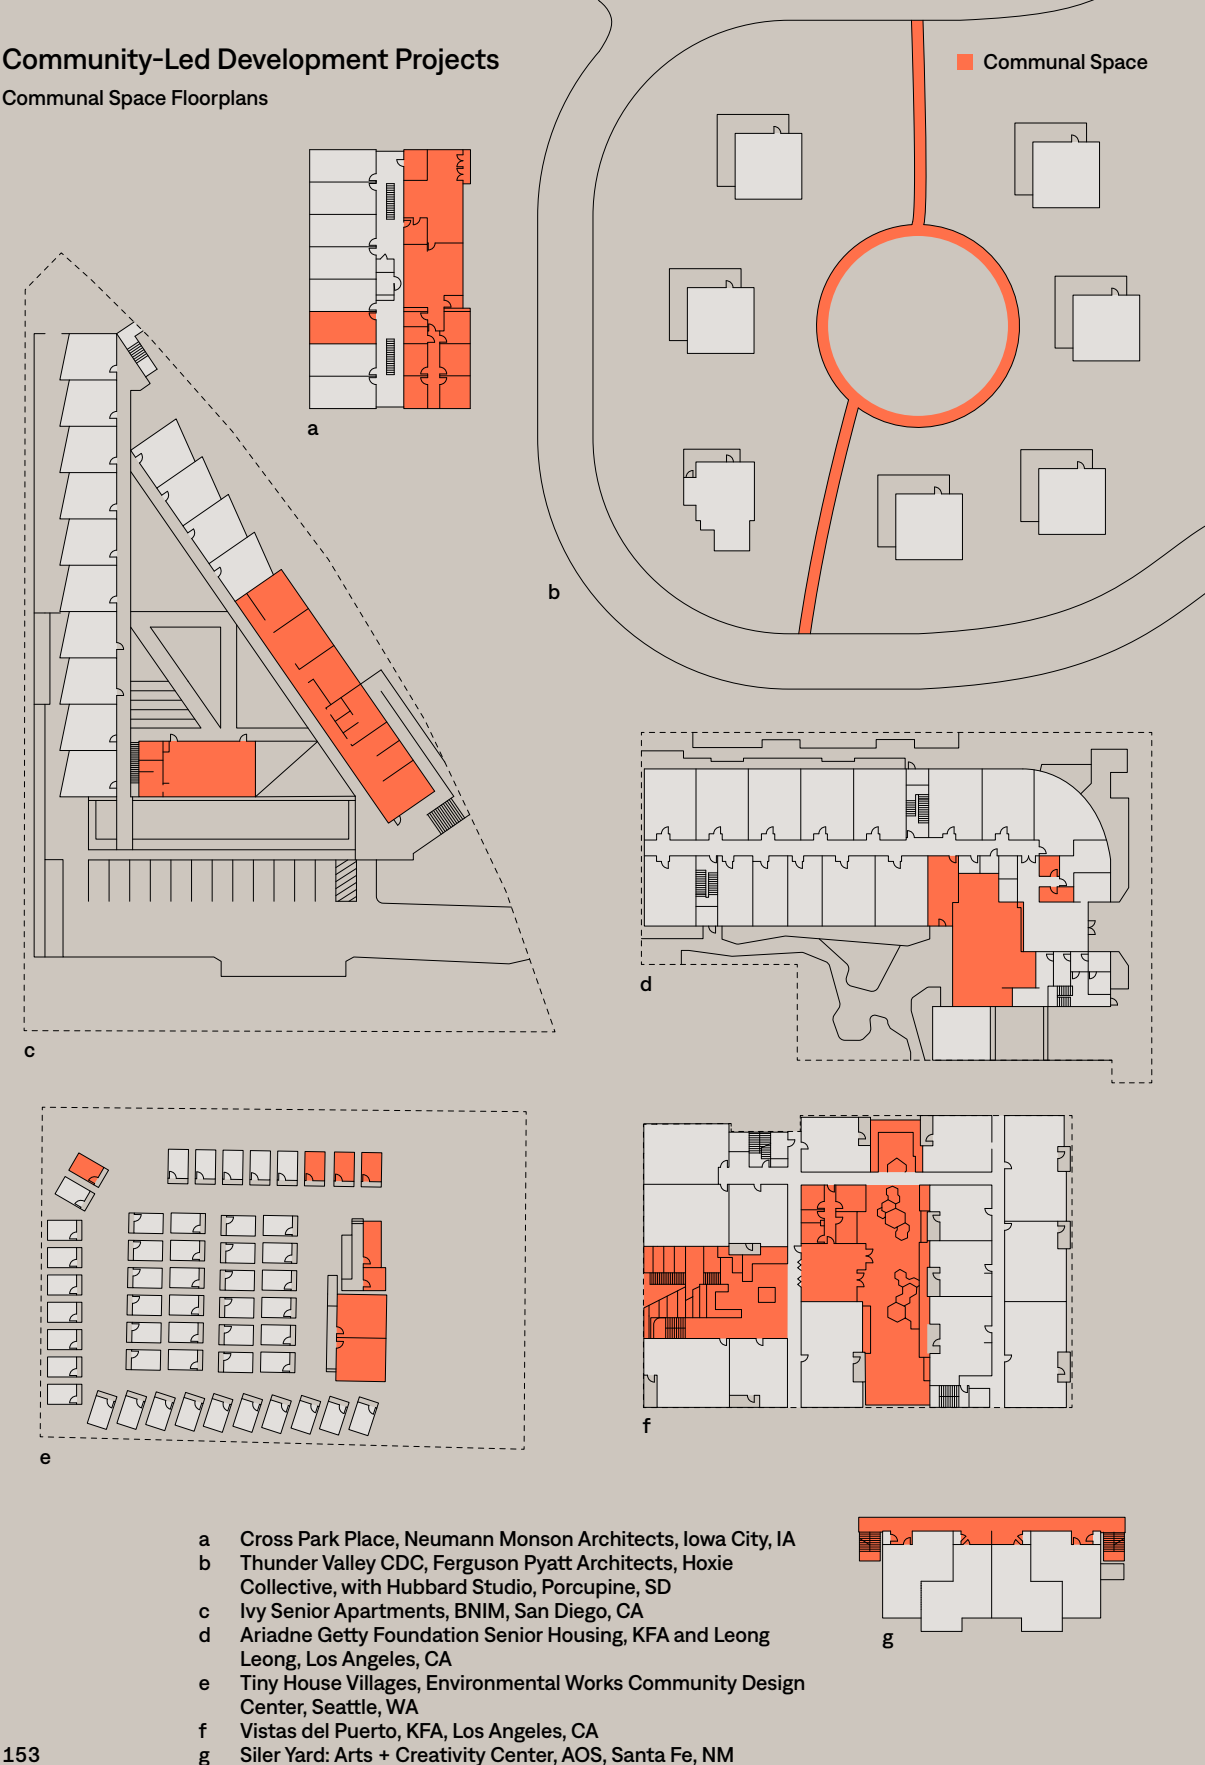 Community-Led Development Projects
Communal Space Floorplans
Communal Space
a
b
c
d
e
f
g
a Cross Park Place, Neumann Monson Architects, Iowa City, IA
b Thunder Valley CDC, Ferguson Pyatt Architects, Hoxie
Collective, with Hubbard Studio, Porcupine, SD
c Ivy Senior Apartments, BNIM, San Diego, CA
d Ariadne Getty Foundation Senior Housing, KFA and Leong
Leong, Los Angeles, CA
e Tiny House Villages, Environmental Works Community Design
Center, Seattle, WA
f Vistas del Puerto, KFA, Los Angeles, CA
g Siler Yard: Arts + Creativity Center, AOS, Santa Fe, NM
153